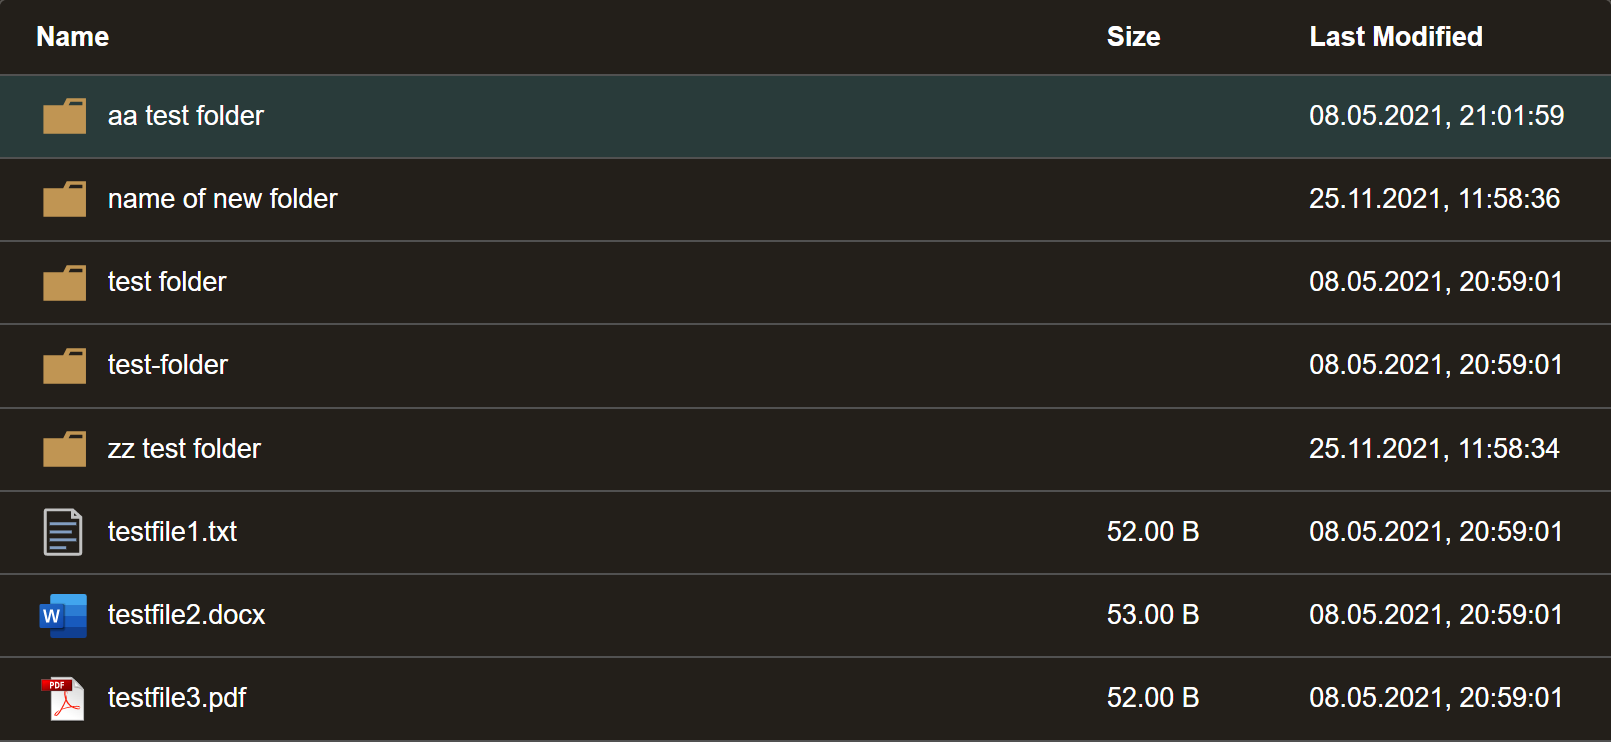 Name Size Last Modified
aa test folder 08.05.2021, 21:01:59
name of new folder 25.11.2021, 11:58:36
test folder 08.05.2021, 20:59:01
test-folder 08.05.2021, 20:59:01
zz test folder 25.11.2021, 11:58:34
testfile1.txt 52.00 B 08.05.2021, 20:59:01
W testfile2.docx 53.00 B 08.05.2021, 20:59:01
PDF testfile3.pdf 52.00 B 08.05.2021, 20:59:01